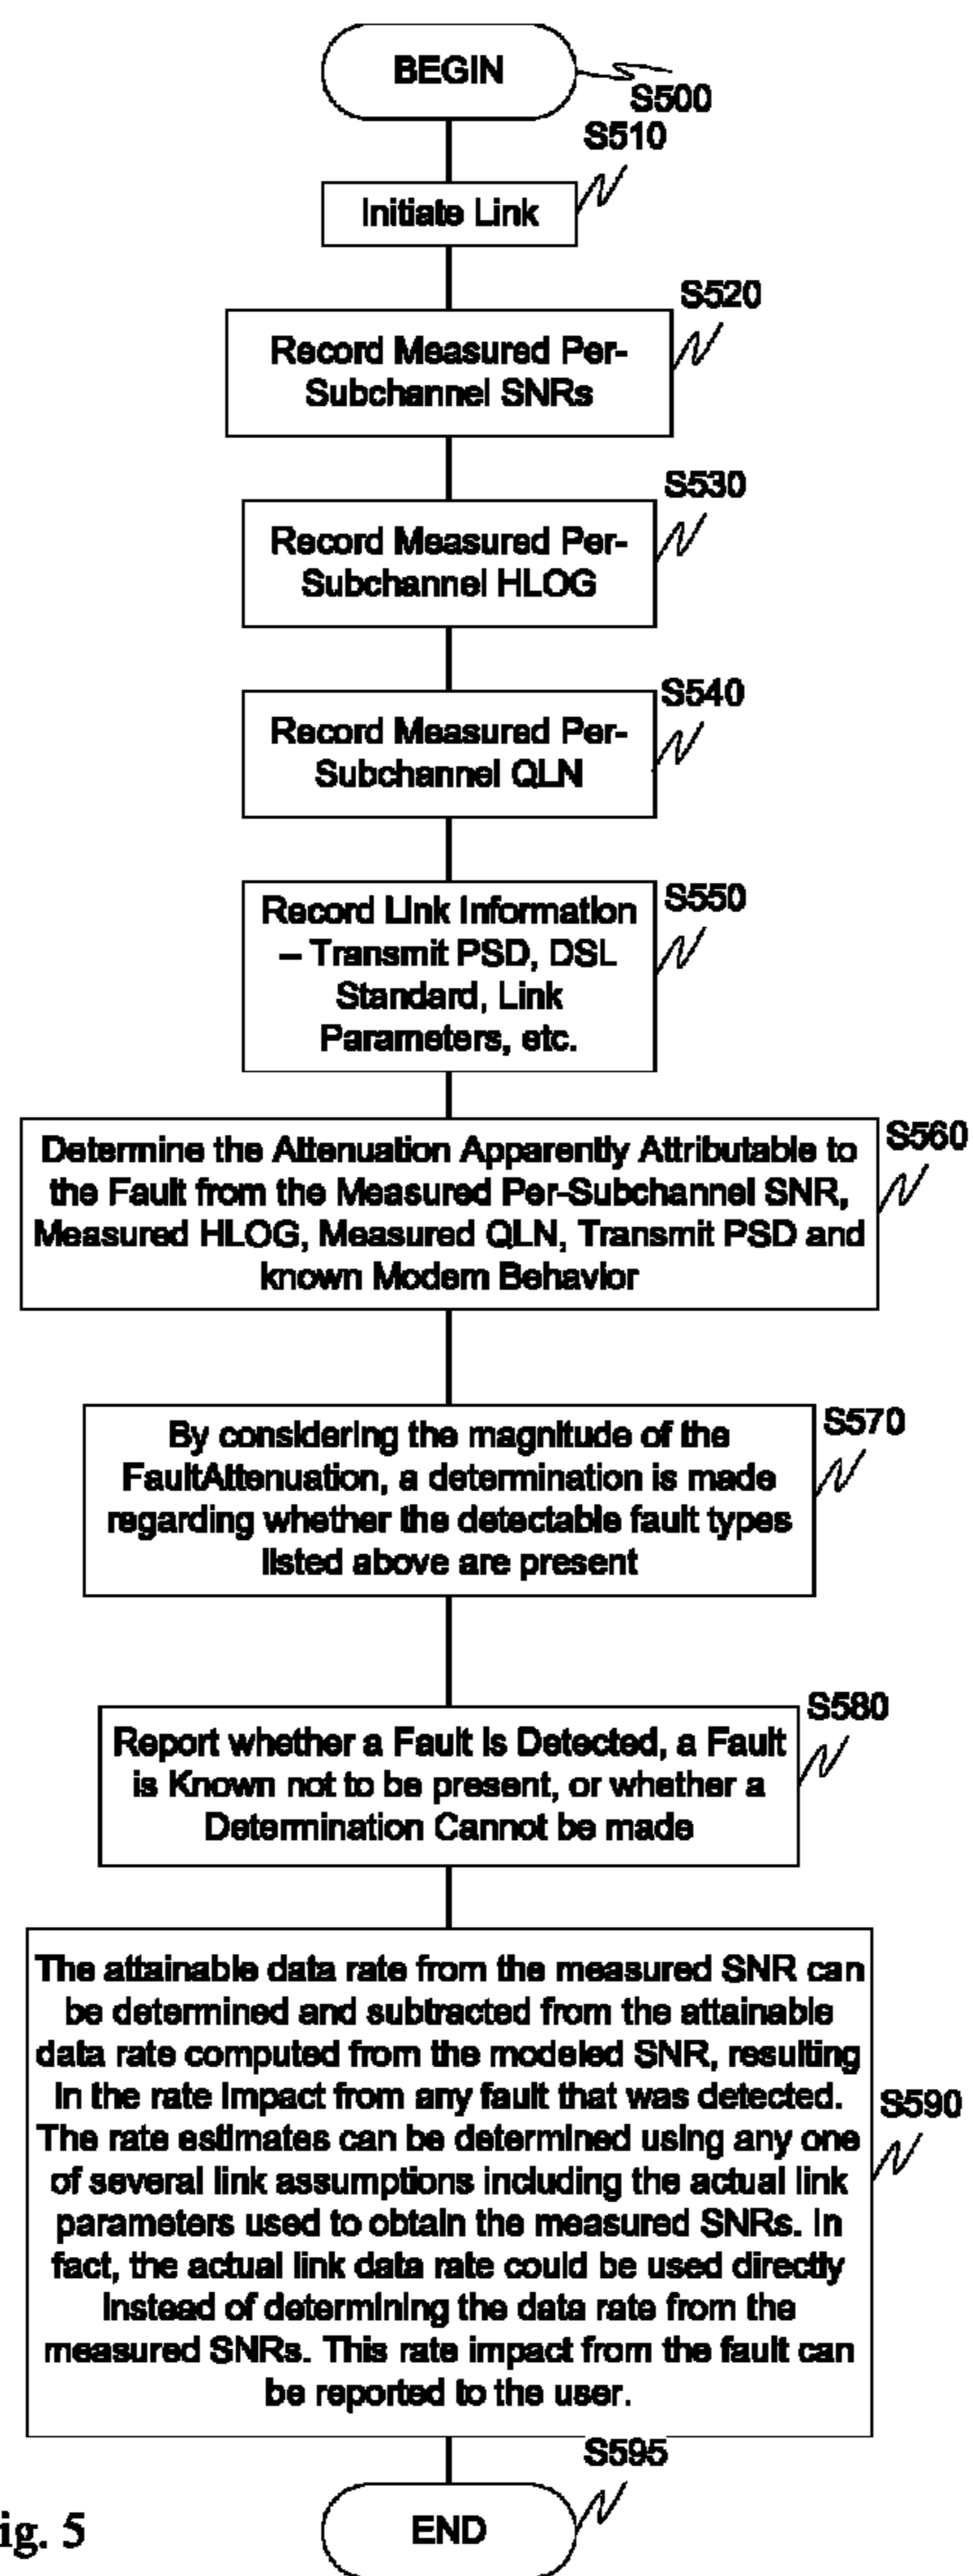 BEGIN
S500
S510
Initiate Link
S520
Record Measured Per-
Subchannel SNRs
S530
Record Measured Per-
Subchannel HLOG
S540
Record Measured Per-
Subchannel QLN
S550
Record Link Information
– Transmit PSD, DSL
Standard, Link
Parameters, etc.
S560
Determine the Attenuation Apparently Attributable to
the Fault from the Measured Per-Subchannel SNR,
Measured HLOG, Measured QLN, Transmit PSD and
known Modem Behavior
S570
By considering the magnitude of the
FaultAttenuation, a determination is made
regarding whether the detectable fault types
listed above are present
S580
Report whether a Fault is Detected, a Fault
is Known not to be present, or whether a
Determination Cannot be made
The attainable data rate from the measured SNR can
be determined and subtracted from the attainable
data rate computed from the modeled SNR, resulting
in the rate impact from any fault that was detected.
S590
The rate estimates can be determined using any one
of several link assumptions including the actual link
parameters used to obtain the measured SNRs. In
fact, the actual link data rate could be used directly
instead of determining the data rate from the
measured SNRs. This rate impact from the fault can
be reported to the user.
S595
END
ig. 5